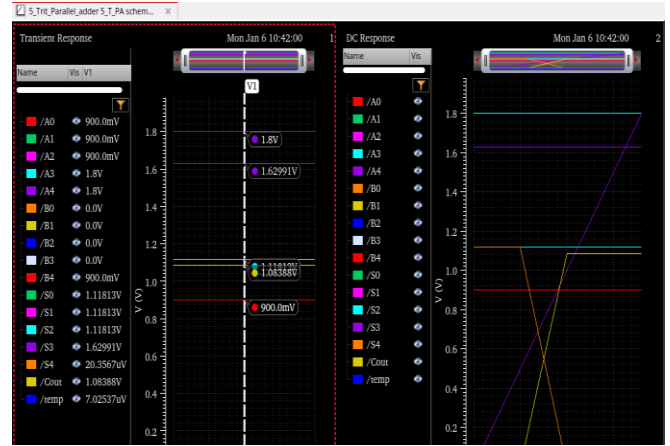 5_Trit_Parallel_adder 5_T_PA schem... ×
Transient Response Mon Jan 6 10:42:00 1
Name Vis V1
/A0 900.0mV
/A1 900.0mV
/A2 900.0mV
/A3 1.8V
/A4 1.8V
/B0 0.0V
/B1 0.0V
/B2 0.0V
/B3 0.0V
/B4 900.0mV
/S0 1.11813V
/S1 1.11813V
/S2 1.11813V
/S3 1.62991V
/S4 20.3567uV
/Cout 1.08388V
/temp 7.02537uV
V1
V (V)
1.8
1.6
1.4
1.2
1.0
0.8
0.6
0.4
0.2
1.8V
1.62991V
1.11813V
1.08388V
900.0mV
DC Response Mon Jan 6 10:42:00 2
Name Vis
/A0
/A1
/A2
/A3
/A4
/B0
/B1
/B2
/B3
/B4
/S0
/S1
/S2
/S3
/S4
/Cout
/temp
V (V)
1.8
1.6
1.4
1.2
1.0
0.8
0.6
0.4
0.2